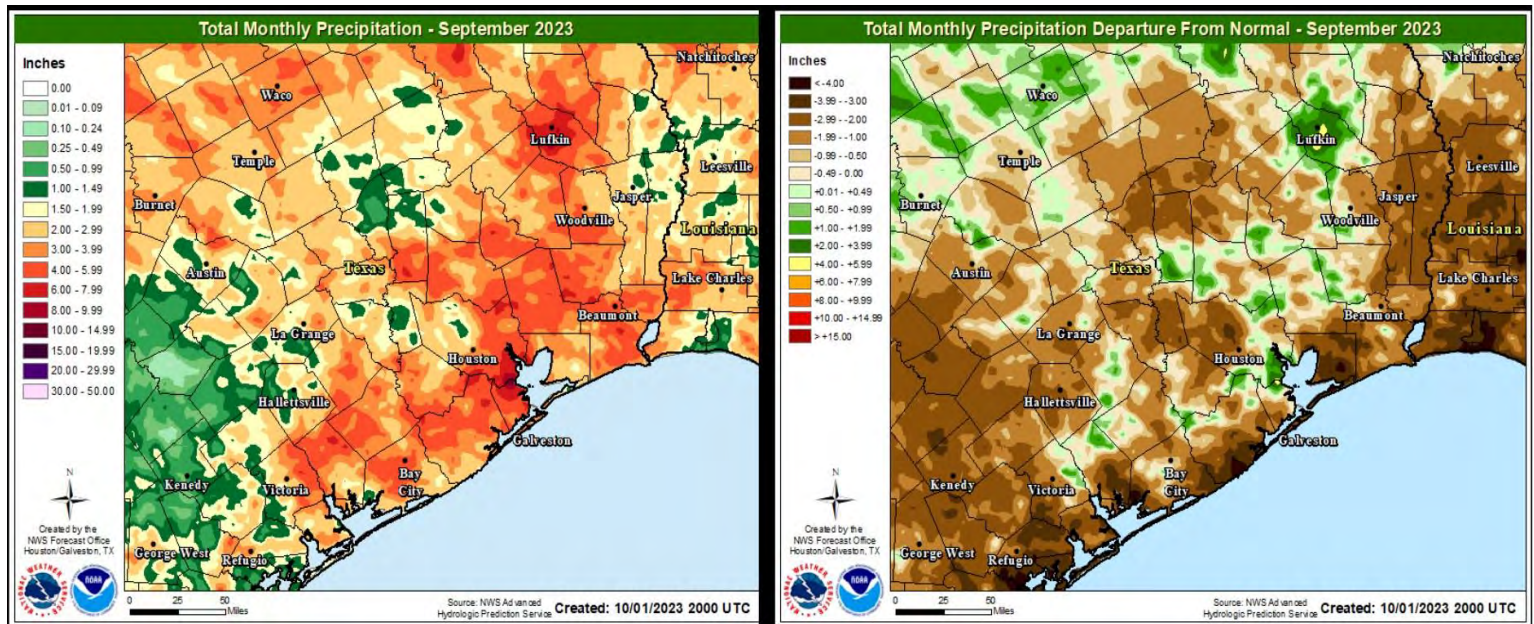 Total Monthly Precipitation - September 2023
Inches
0.00
0.01 - 0.09
0.10 - 0.24
0.25 - 0.49
0.50 - 0.99
1.00 - 1.49
1.50 - 1.99
2.00 - 2.99
3.00 - 3.99
4.00 - 5.99
6.00 - 7.99
8.00 - 9.99
10.00 - 14.99
15.00 - 19.99
20.00 - 29.99
30.00 - 50.00
Natchitoches
Waco
Lufkin
Temple
Leesville
Jasper
Burnet
Woodville
Louisiana
Austin
Texas
Lake Charles
Beaumont
La Grange
Houston
Hallettsville
Galveston
Bay
City
Kenedy
Victoria
George West
Refugio
N
Created by the
NWS Forecast Office
Houston/Galveston, TX
NATIONAL WEATHER SERVICE
NOAA
0 25 50
Miles
Source: NWS Advanced
Hydrologic Prediction Service
Created: 10/01/2023 2000 UTC
Total Monthly Precipitation Departure From Normal - September 2023
Inches
< -4.00
-3.99 - -3.00
-2.99 - -2.00
-1.99 - -1.00
-0.99 - -0.50
-0.49 - 0.00
+0.01 - +0.49
+0.50 - +0.99
+1.00 - +1.99
+2.00 - +3.99
+4.00 - +5.99
+6.00 - +7.99
+8.00 - +9.99
+10.00 - +14.99
> +15.00
Natchitoches
Waco
Lufkin
Temple
Leesville
Jasper
Burnet
Woodville
Louisiana
Austin
Texas
Lake Charles
Beaumont
La Grange
Houston
Hallettsville
Galveston
Bay
City
Kenedy
Victoria
George West
Refugio
N
Created by the
NWS Forecast Office
Houston/Galveston, TX
NATIONAL WEATHER SERVICE
NOAA
0 25 50
Miles
Source: NWS Advanced
Hydrologic Prediction Service
Created: 10/01/2023 2000 UTC